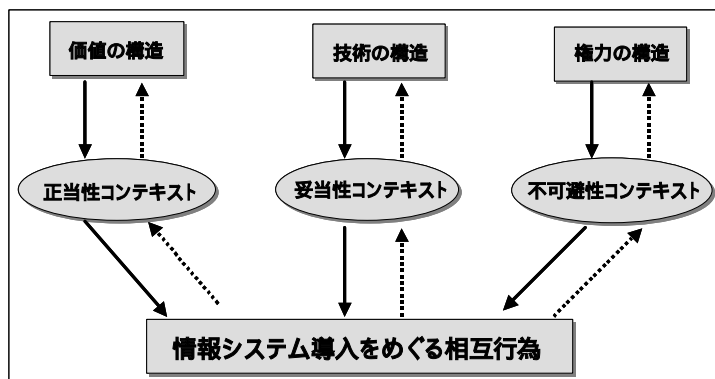 価値の構造
技術の構造
権力の構造
正当性コンテキスト
妥当性コンテキスト
不可避性コンテキスト
情報システム導入をめぐる相互行為